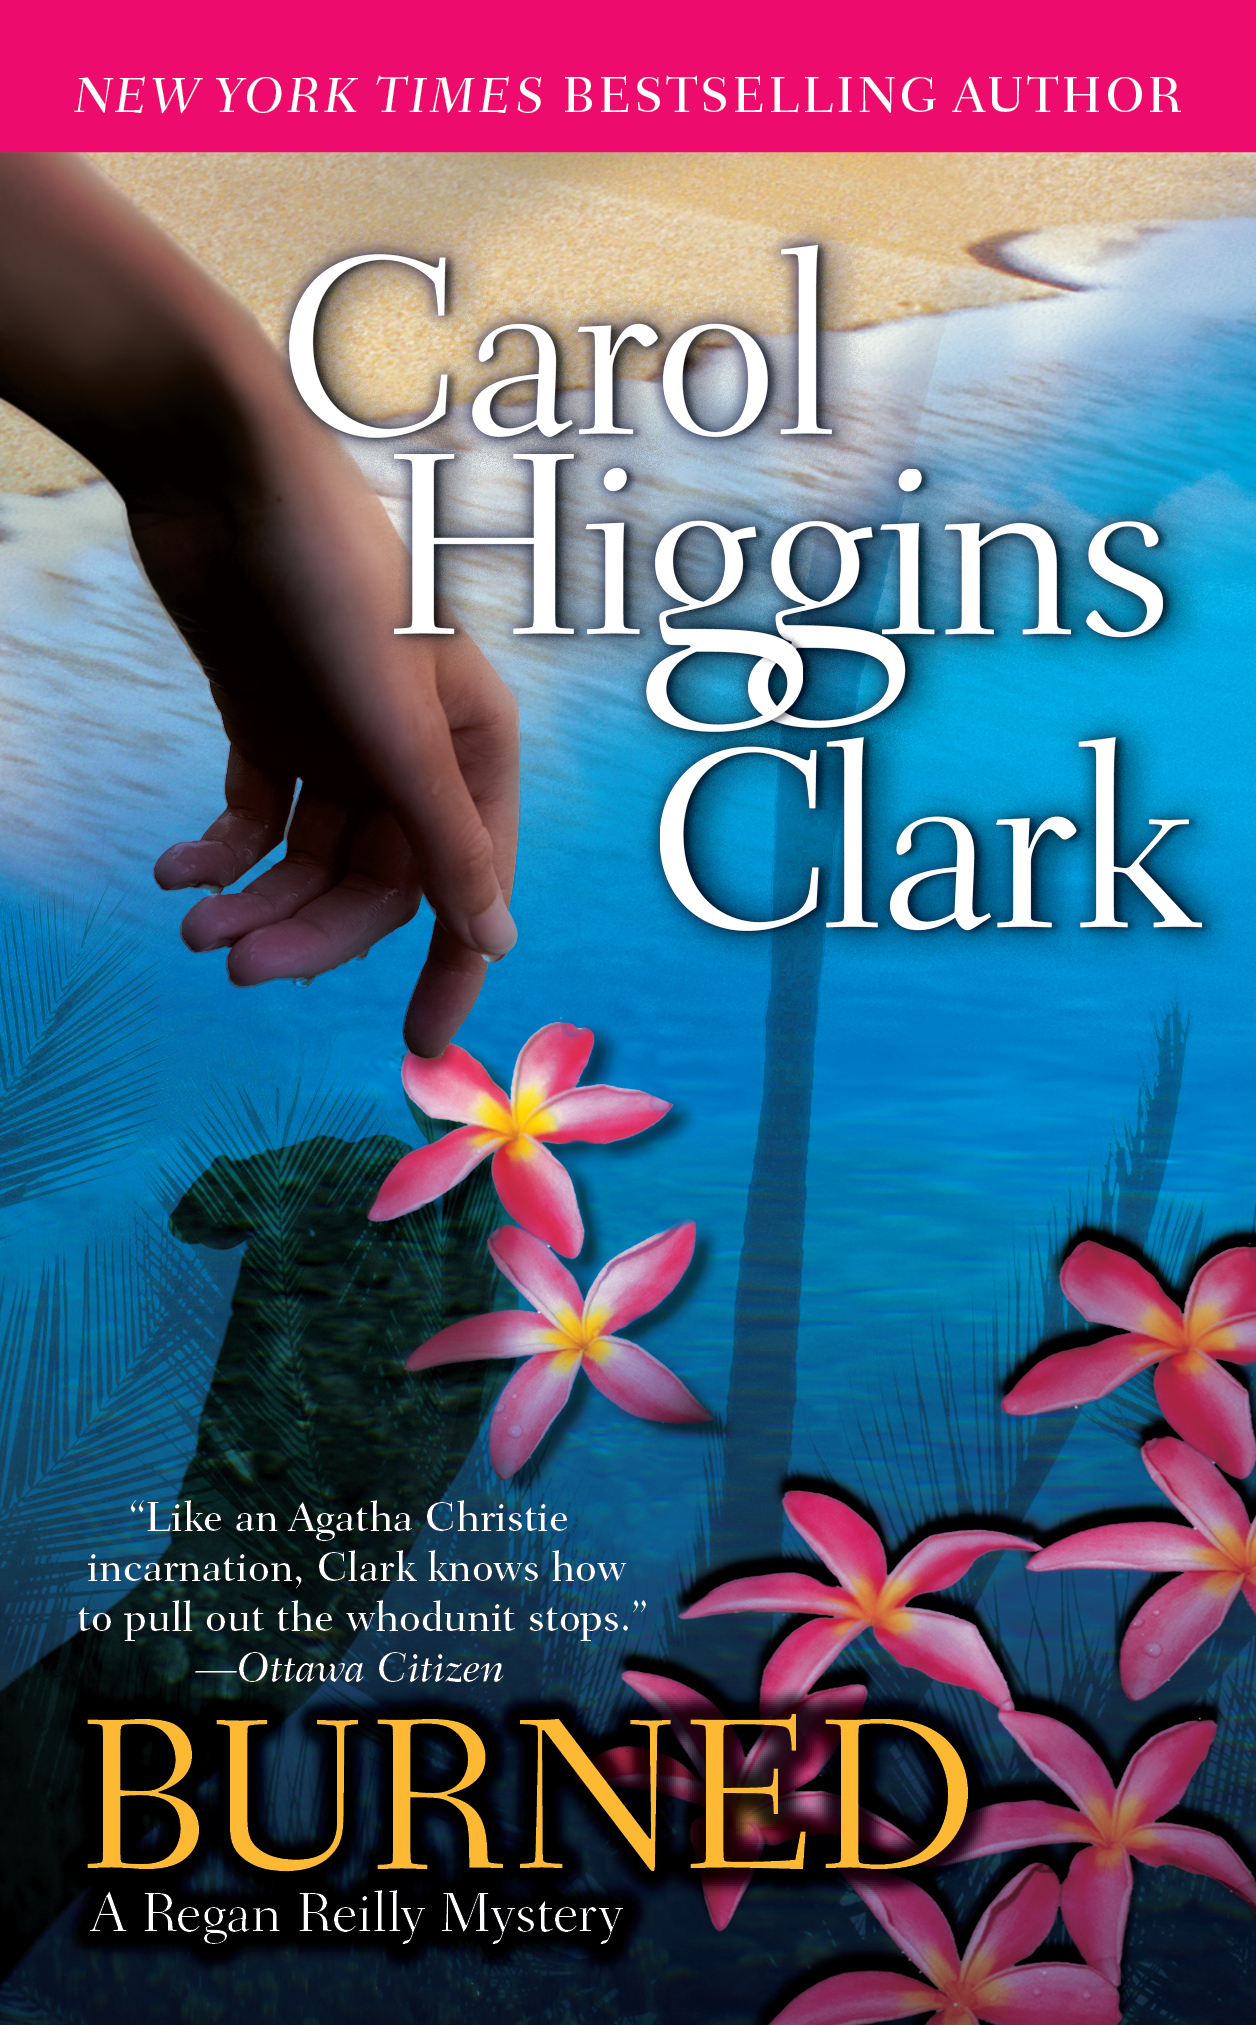 NEW YORK TIMES BESTSELLING AUTHOR
Carol
Higgins
Clark
“Like an Agatha Christie
incarnation, Clark knows how
to pull out the whodunit stops.”
—Ottawa Citizen
BURNED
A Regan Reilly Mystery